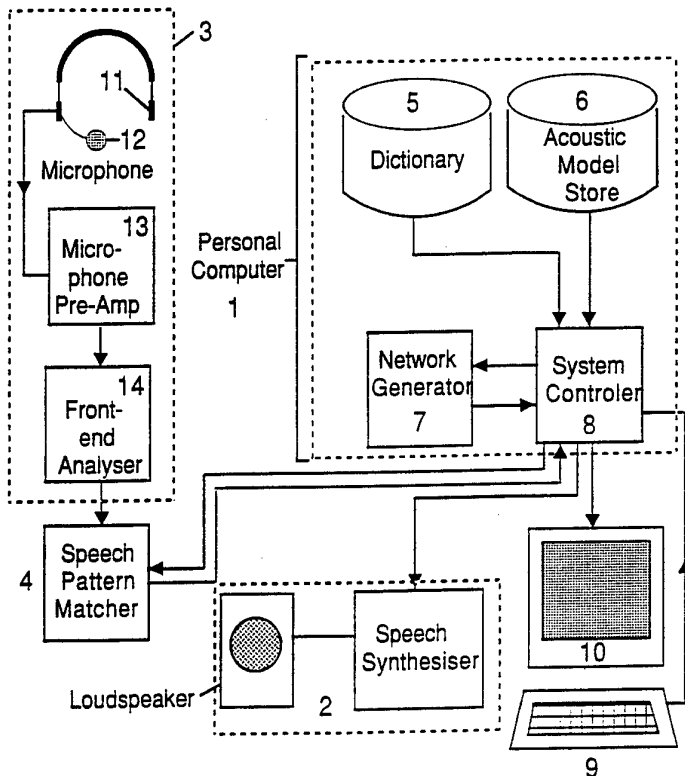 3
11
12
Microphone
13
Micro-
phone
Pre-Amp
14
Front-
end
Analyser
4
Speech
Pattern
Matcher
Personal
Computer
1
5
Dictionary
6
Acoustic
Model
Store
Network
Generator
7
System
Controler
8
Loudspeaker
2
Speech
Synthesiser
10
9